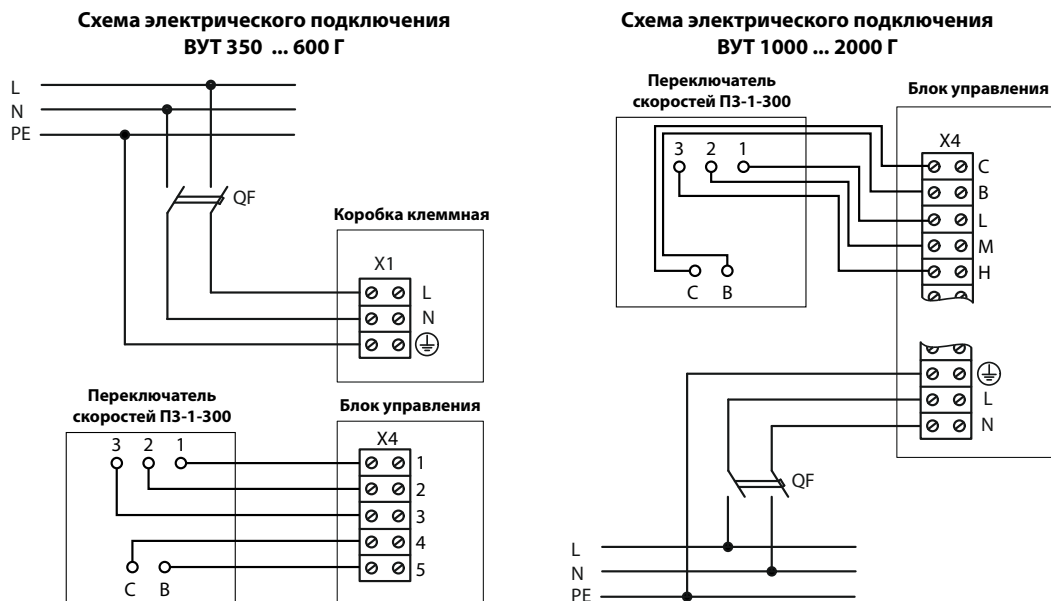 Схема электрического подключения
ВУТ 350 ... 600 Г
L
N
PE
QF
Коробка клеммная
X1
L
N
Переключатель
скоростей П3-1-300
3 2 1
C B
Блок управления
X4
1
2
3
4
5
Схема электрического подключения
ВУТ 1000 ... 2000 Г
Переключатель
скоростей П3-1-300
3 2 1
C B
Блок управления
X4
C
B
L
M
H
L
N
QF
L
N
PE